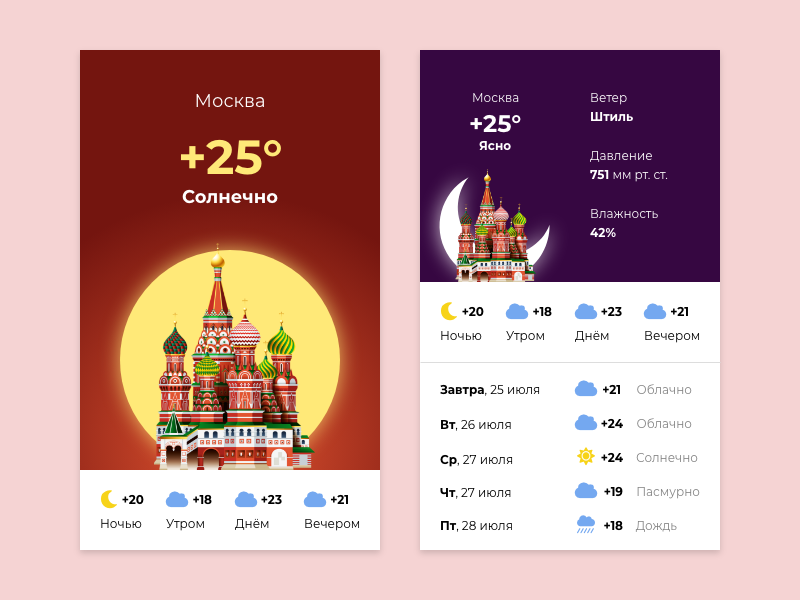 Москва
+25°
Солнечно
+20 +18 +23 +21
Ночью Утром Днём Вечером
Москва
+25°
Ясно
Ветер
Штиль
Давление
751 мм рт. ст.
Влажность
42%
+20 +18 +23 +21
Ночью Утром Днём Вечером
Завтра, 25 июля +21 Облачно
Вт, 26 июля +24 Облачно
Ср, 27 июля +24 Солнечно
Чт, 27 июля +19 Пасмурно
Пт, 28 июля +18 Дождь